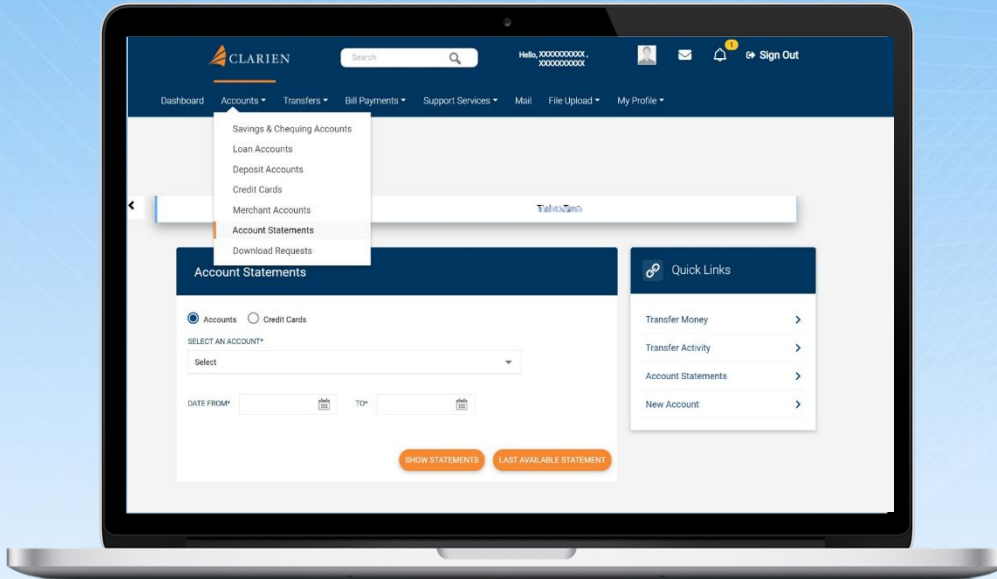 CLARIEN
Search
Hello, XXXXXXXXXX ,
XXXXXXXXXX
1
Sign Out
Dashboard Accounts Transfers Bill Payments Support Services Mail File Upload My Profile
Savings & Chequing Accounts
Loan Accounts
Deposit Accounts
Credit Cards
Merchant Accounts
Account Statements
Download Requests
Account Statements
Accounts Credit Cards
SELECT AN ACCOUNT*
Select
DATE FROM* TO*
SHOW STATEMENTS LAST AVAILABLE STATEMENT
Quick Links
Transfer Money
Transfer Activity
Account Statements
New Account